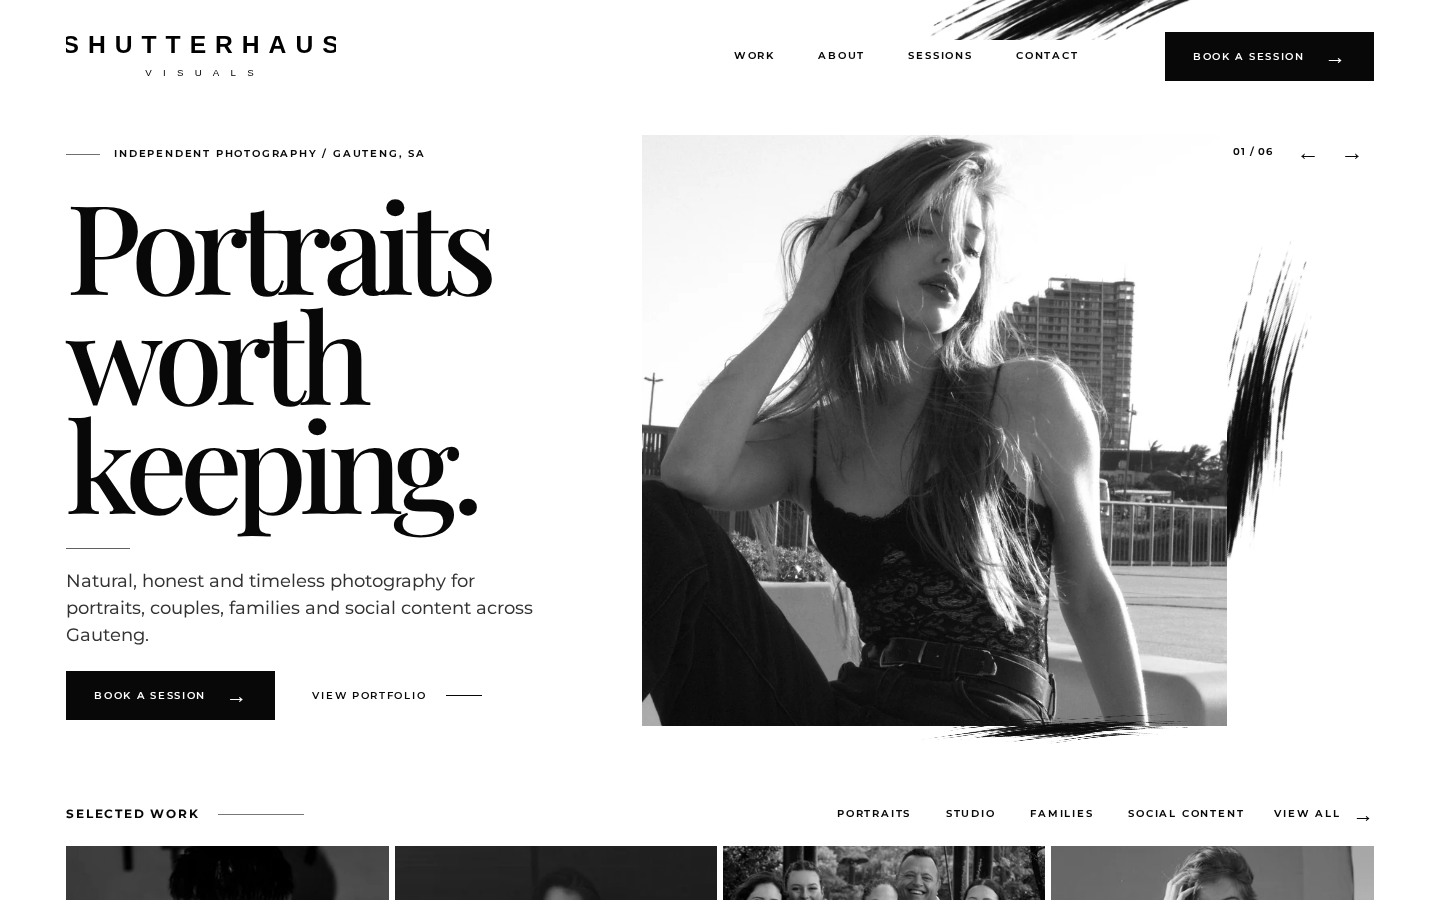 SHUTTERHAUS
VISUALS
WORK ABOUT SESSIONS CONTACT
BOOK A SESSION →
INDEPENDENT PHOTOGRAPHY / GAUTENG, SA
01 / 06 ← →
Portraits
worth
keeping.
Natural, honest and timeless photography for
portraits, couples, families and social content across
Gauteng.
BOOK A SESSION →
VIEW PORTFOLIO
SELECTED WORK
PORTRAITS STUDIO FAMILIES SOCIAL CONTENT VIEW ALL →